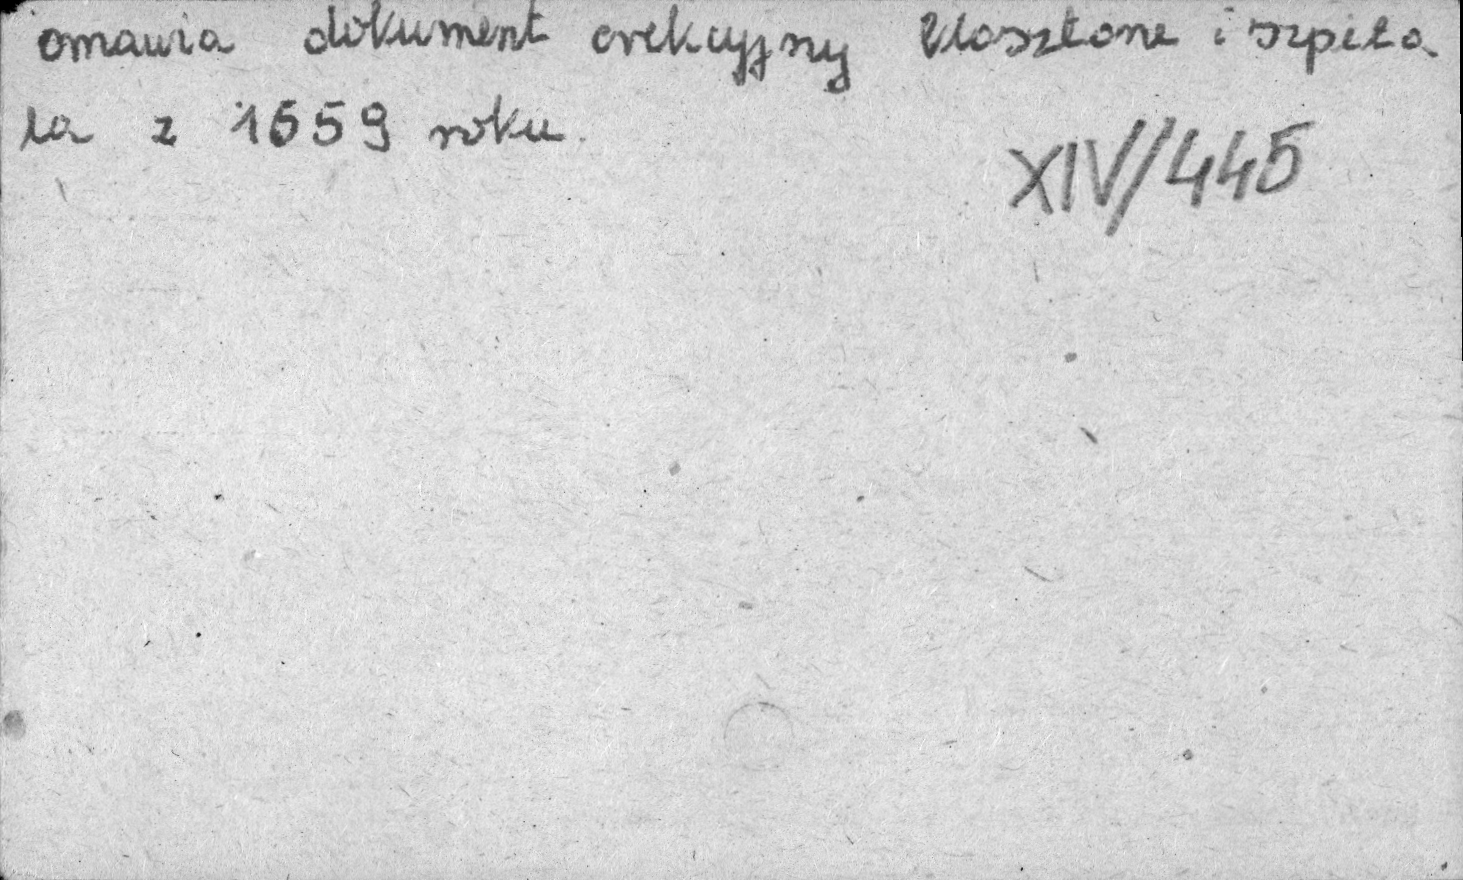 omawia dokument erekcyjny klasztoru i szpita
la z 1659 roku.
XIV/445